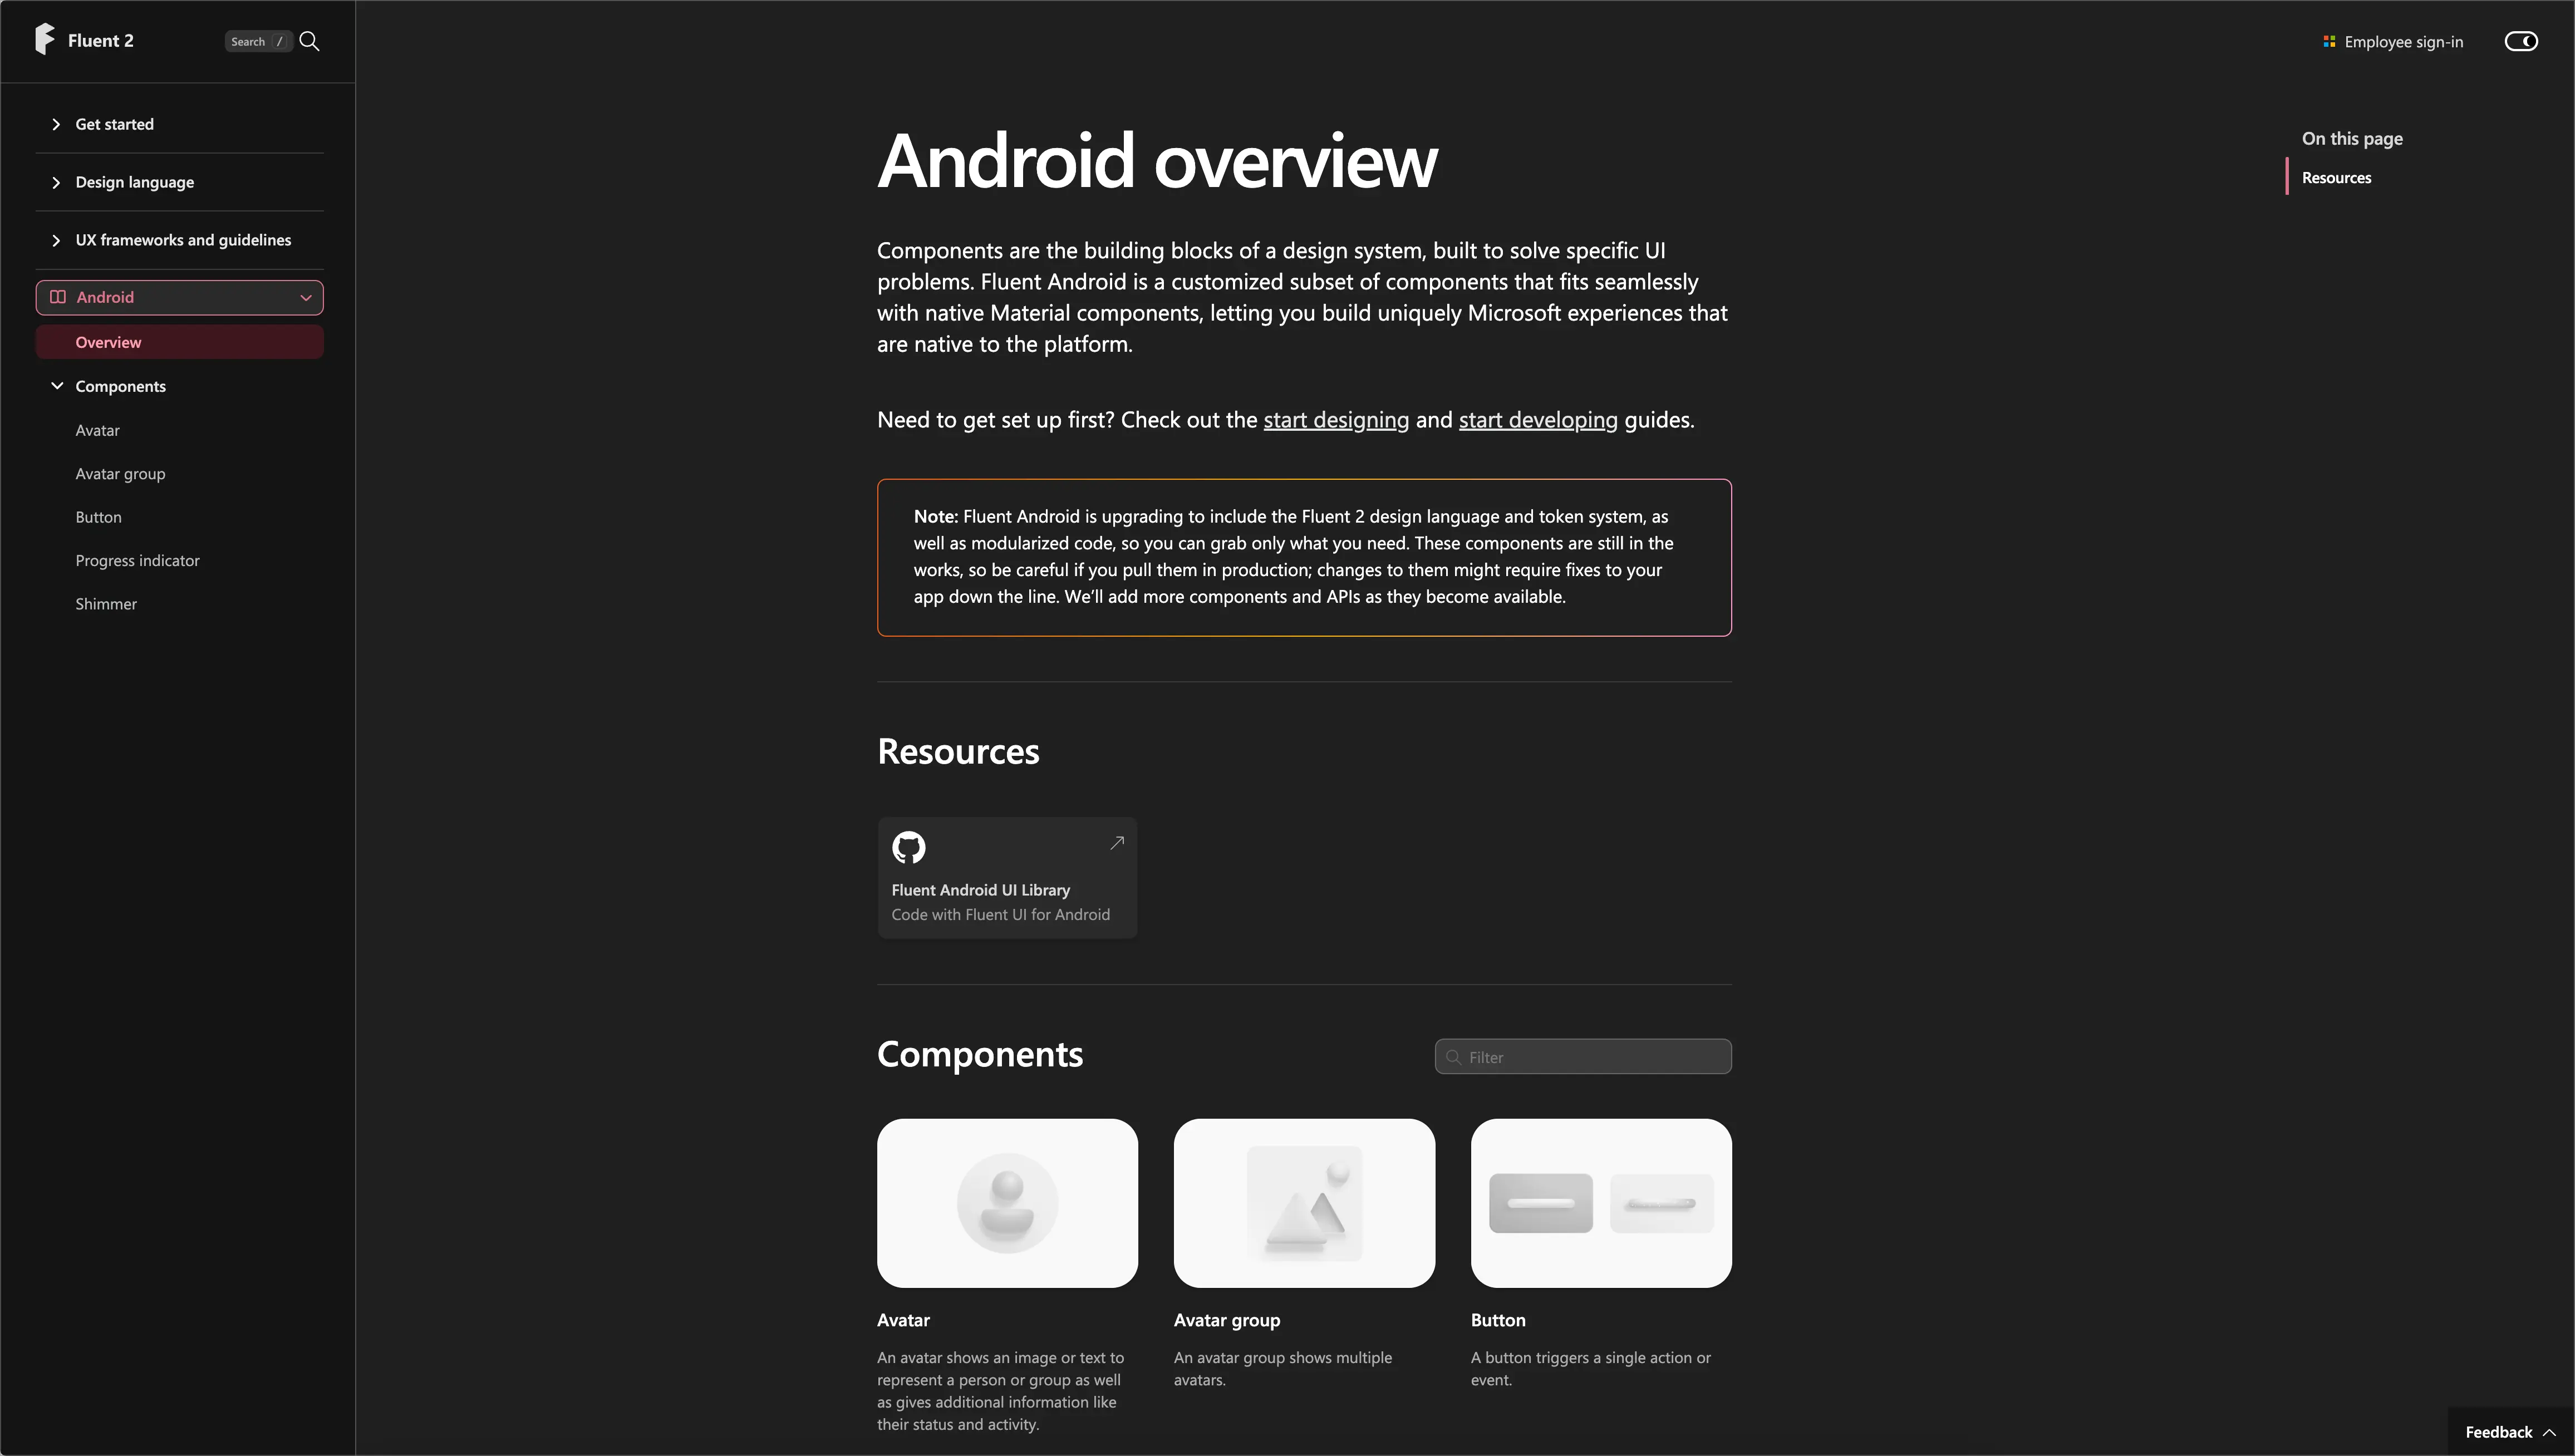 Fluent 2
Search /
Employee sign-in
Get started
Design language
UX frameworks and guidelines
Android
Overview
Components
Avatar
Avatar group
Button
Progress indicator
Shimmer
Android overview
Components are the building blocks of a design system, built to solve specific UI
problems. Fluent Android is a customized subset of components that fits seamlessly
with native Material components, letting you build uniquely Microsoft experiences that
are native to the platform.
Need to get set up first? Check out the start designing and start developing guides.
Note: Fluent Android is upgrading to include the Fluent 2 design language and token system, as
well as modularized code, so you can grab only what you need. These components are still in the
works, so be careful if you pull them in production; changes to them might require fixes to your
app down the line. We’ll add more components and APIs as they become available.
Resources
Fluent Android UI Library
Code with Fluent UI for Android
Components
Filter
Avatar
An avatar shows an image or text to
represent a person or group as well
as gives additional information like
their status and activity.
Avatar group
An avatar group shows multiple
avatars.
Button
A button triggers a single action or
event.
On this page
Resources
Feedback